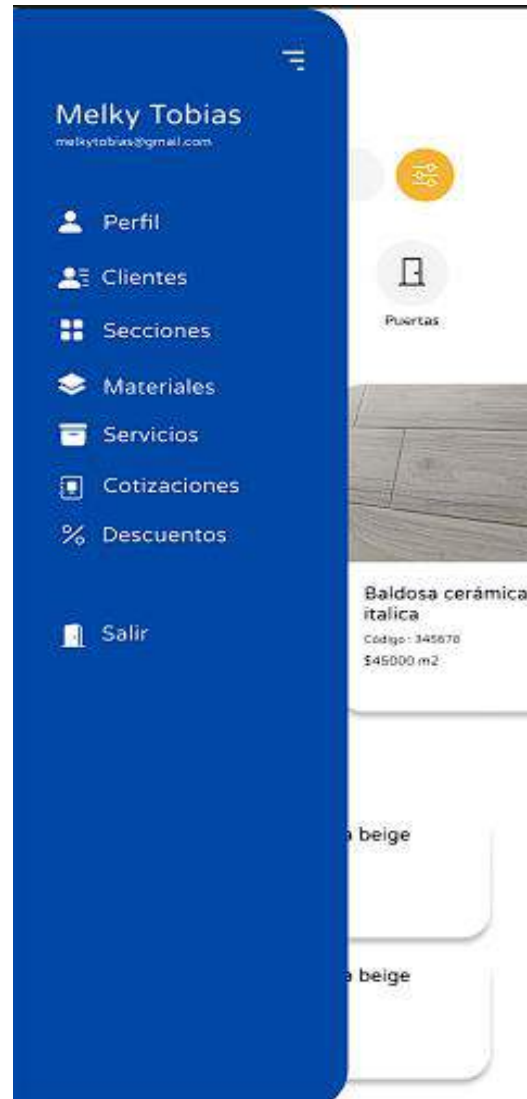 Melky Tobias
melkytobias@gmail.com
Perfil
Clientes
Secciones
Materiales
Servicios
Cotizaciones
Descuentos
Salir
Puertas
Baldosa cerámica
italica
Código : 345678
$45000 m2
a beige
a beige